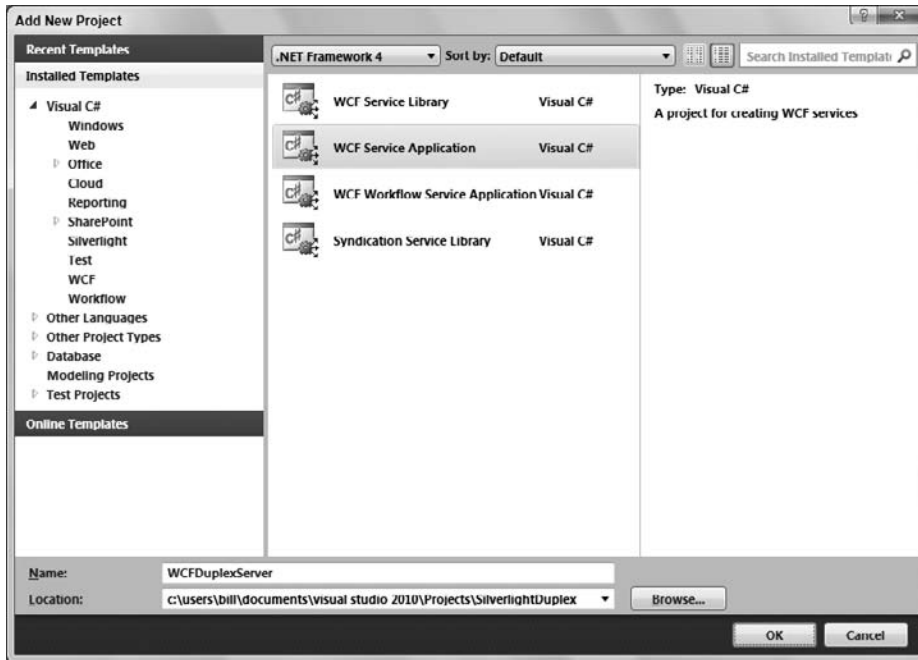 Add New Project
Recent Templates
Installed Templates
Visual C#
Windows
Web
Office
Cloud
Reporting
SharePoint
Silverlight
Test
WCF
Workflow
Other Languages
Other Project Types
Database
Modeling Projects
Test Projects
Online Templates
.NET Framework 4
Sort by: Default
Search Installed Templat
WCF Service Library Visual C#
WCF Service Application Visual C#
WCF Workflow Service Application Visual C#
Syndication Service Library Visual C#
Type: Visual C#
A project for creating WCF services
Name: WCFDuplexServer
Location: c:\users\bill\documents\visual studio 2010\Projects\SilverlightDuplex
Browse...
OK Cancel